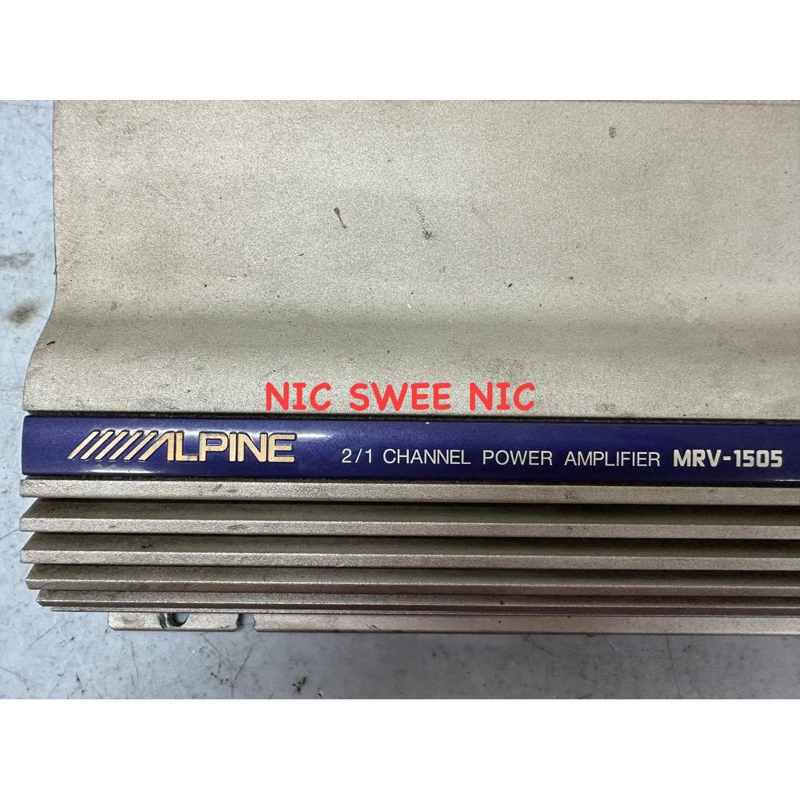 NIC SWEE NIC
ALPINE 2/1 CHANNEL POWER AMPLIFIER MRV-1505